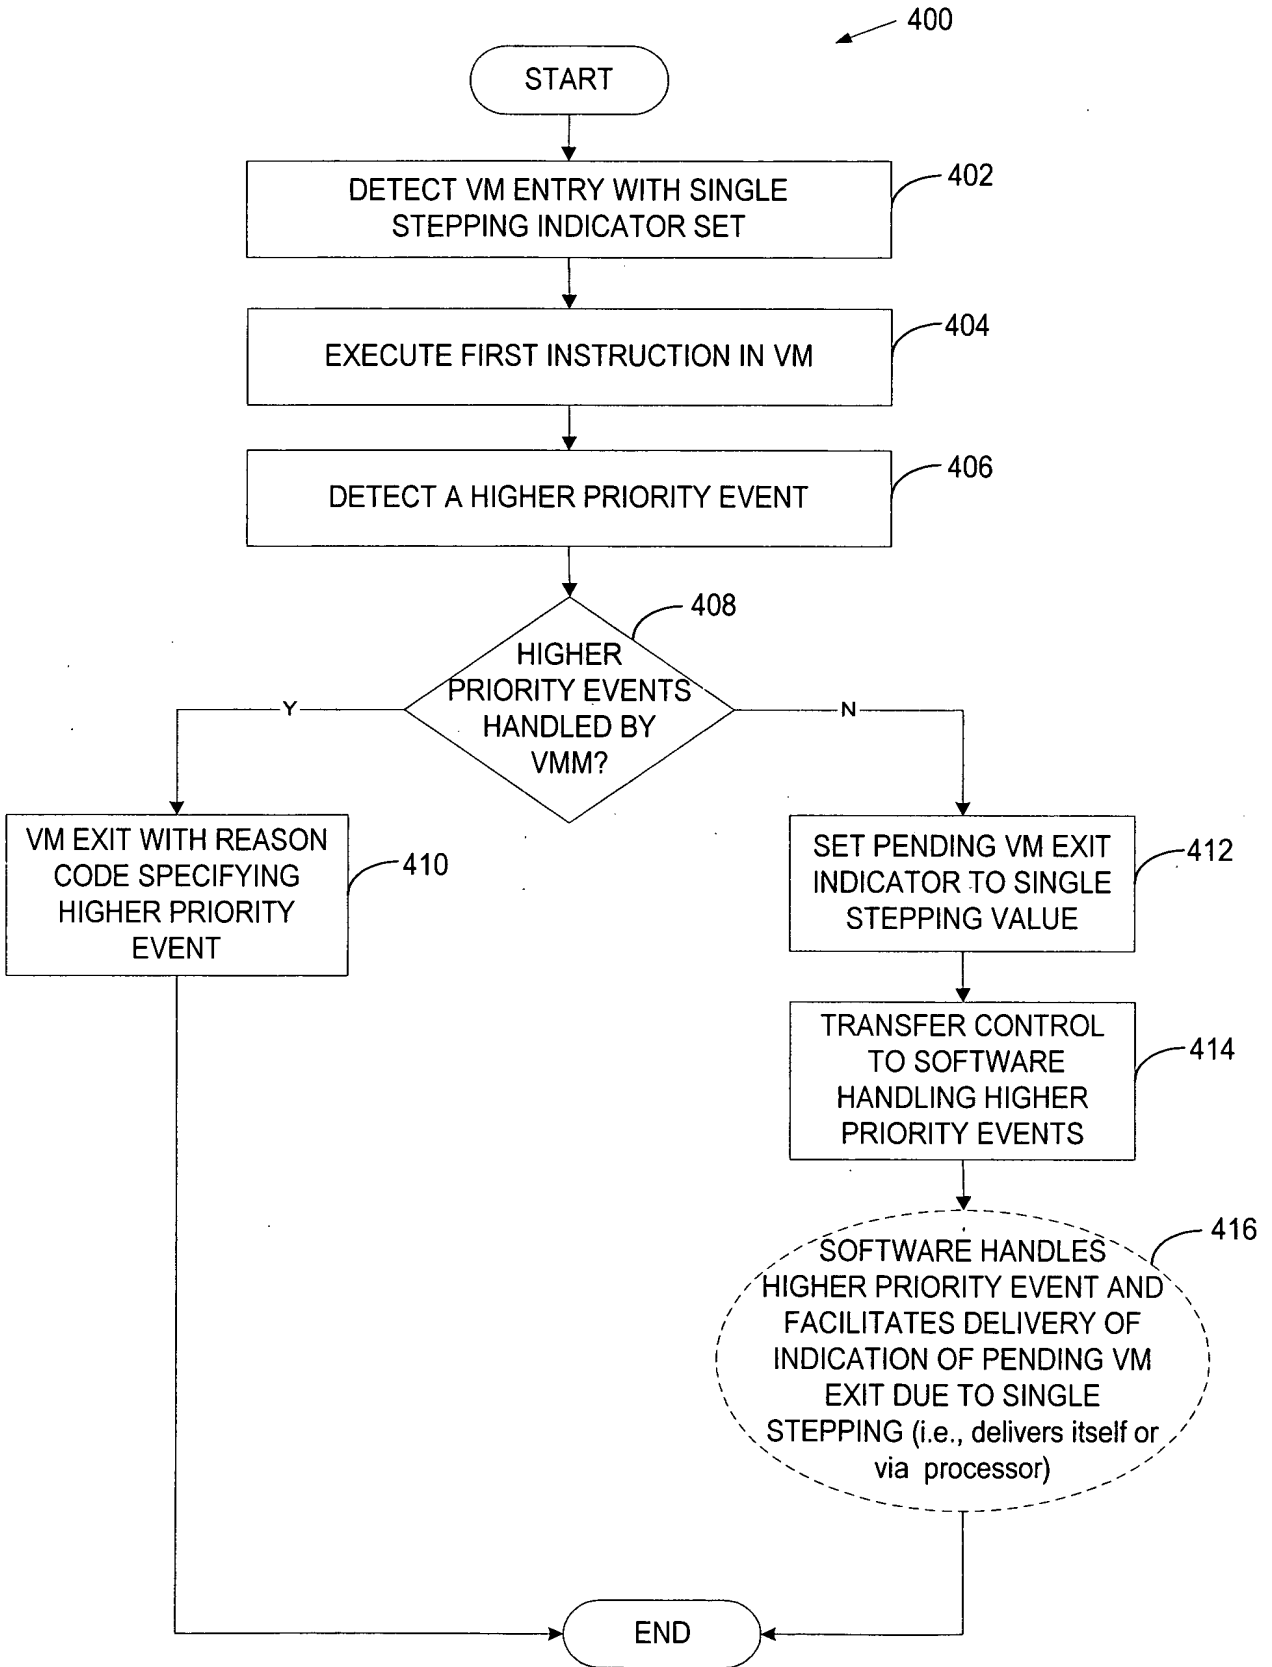 400
START
DETECT VM ENTRY WITH SINGLE
STEPPING INDICATOR SET
402
EXECUTE FIRST INSTRUCTION IN VM
404
DETECT A HIGHER PRIORITY EVENT
406
408
HIGHER
PRIORITY EVENTS
HANDLED BY
VMM?
Y
N
VM EXIT WITH REASON
CODE SPECIFYING
HIGHER PRIORITY
EVENT
410
SET PENDING VM EXIT
INDICATOR TO SINGLE
STEPPING VALUE
412
TRANSFER CONTROL
TO SOFTWARE
HANDLING HIGHER
PRIORITY EVENTS
414
416
SOFTWARE HANDLES
HIGHER PRIORITY EVENT AND
FACILITATES DELIVERY OF
INDICATION OF PENDING VM
EXIT DUE TO SINGLE
STEPPING (i.e., delivers itself or
via processor)
END